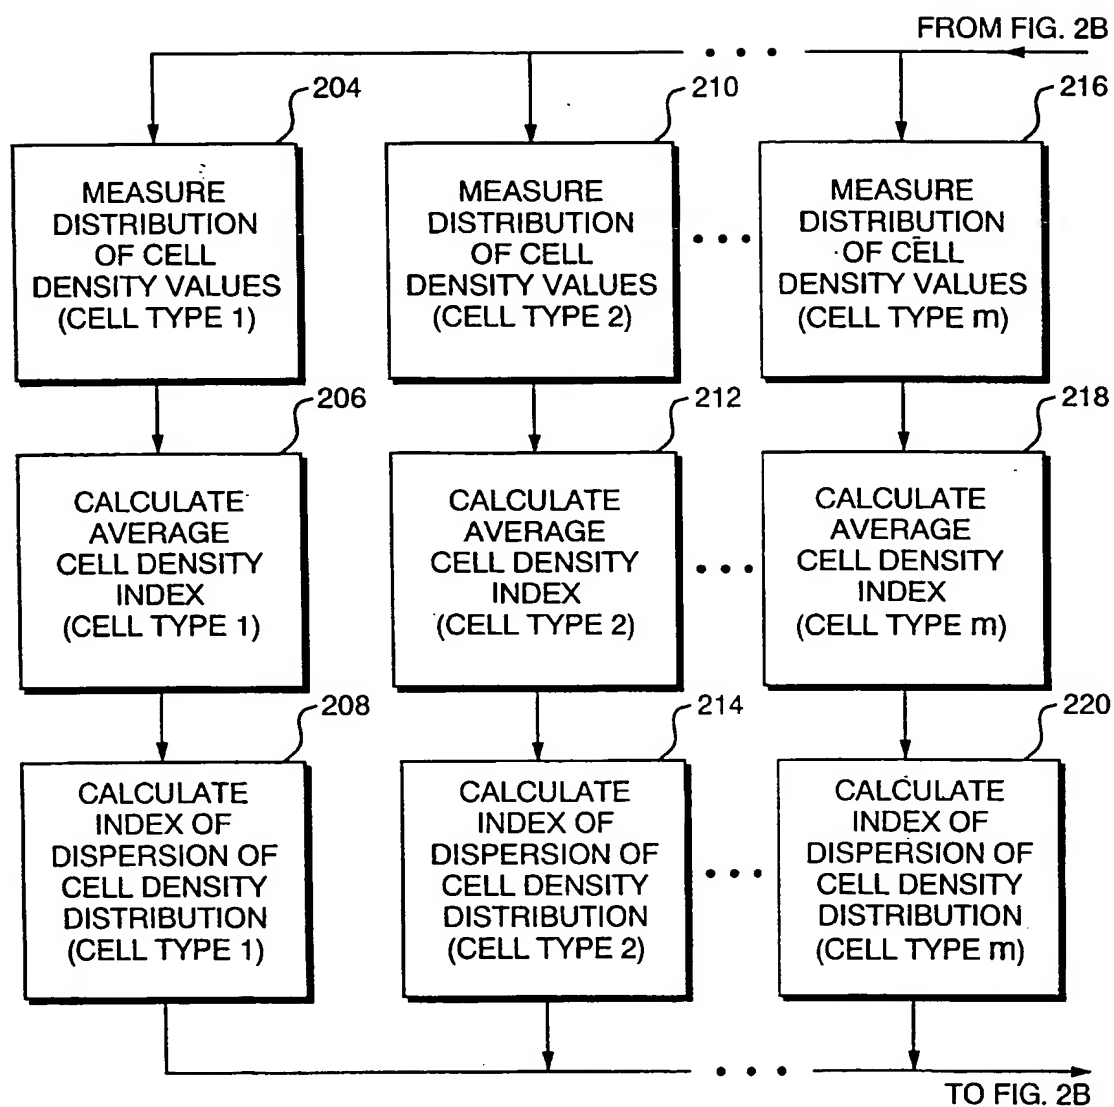 FROM FIG. 2B
204
210
216
MEASURE
DISTRIBUTION
OF CELL
DENSITY VALUES
(CELL TYPE 1)
MEASURE
DISTRIBUTION
OF CELL
DENSITY VALUES
(CELL TYPE 2)
MEASURE
DISTRIBUTION
OF CELL
DENSITY VALUES
(CELL TYPE m)
206
212
218
CALCULATE
AVERAGE
CELL DENSITY
INDEX
(CELL TYPE 1)
CALCULATE
AVERAGE
CELL DENSITY
INDEX
(CELL TYPE 2)
CALCULATE
AVERAGE
CELL DENSITY
INDEX
(CELL TYPE m)
208
214
220
CALCULATE
INDEX OF
DISPERSION OF
CELL DENSITY
DISTRIBUTION
(CELL TYPE 1)
CALCULATE
INDEX OF
DISPERSION OF
CELL DENSITY
DISTRIBUTION
(CELL TYPE 2)
CALCULATE
INDEX OF
DISPERSION OF
CELL DENSITY
DISTRIBUTION
(CELL TYPE m)
TO FIG. 2B